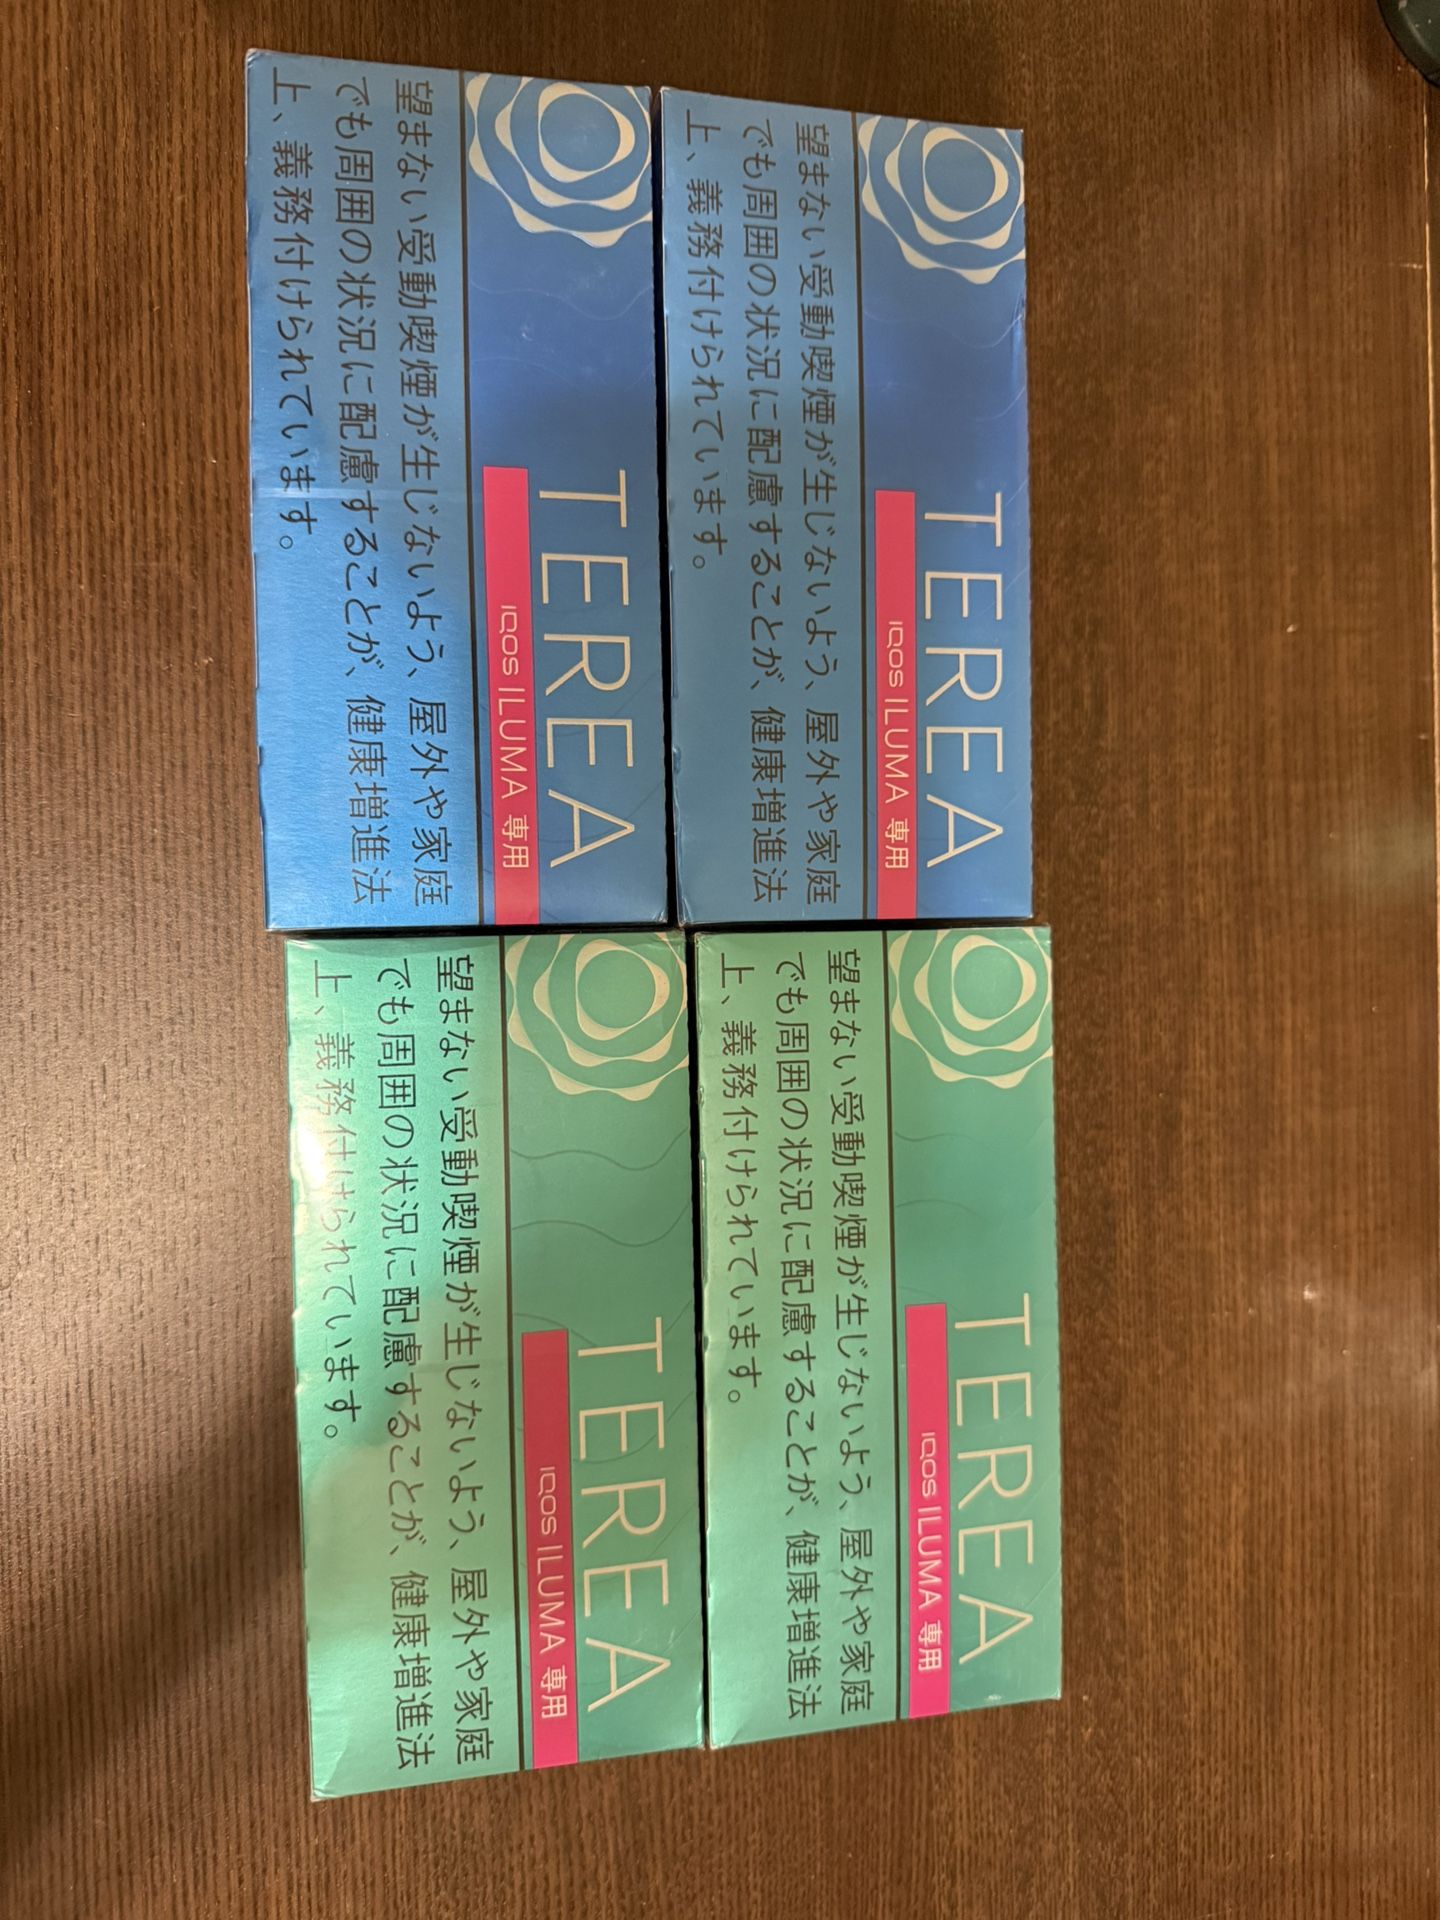 TEREA
IQOS ILUMA 専用
望まない受動喫煙が生じないよう、屋外や家庭
でも周囲の状況に配慮することが、健康増進法
上、義務付けられています。
TEREA
IQOS ILUMA 専用
望まない受動喫煙が生じないよう、屋外や家庭
でも周囲の状況に配慮することが、健康増進法
上、義務付けられています。
TEREA
IQOS ILUMA 専用
望まない受動喫煙が生じないよう、屋外や家庭
でも周囲の状況に配慮することが、健康増進法
上、義務付けられています。
TEREA
IQOS ILUMA 専用
望まない受動喫煙が生じないよう、屋外や家庭
でも周囲の状況に配慮することが、健康増進法
上、義務付けられています。